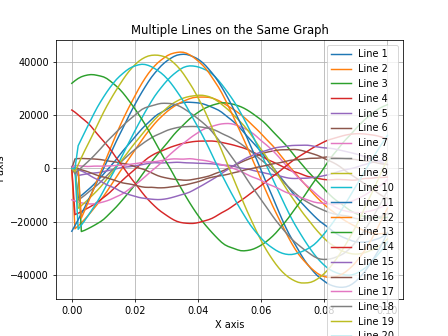 Multiple Lines on the Same Graph
40000
20000
0
−20000
−40000
0.00
0.02
0.04
0.06
X axis
Line 1
Line 2
Line 3
Line 4
Line 5
Line 6
Line 7
Line 8
Line 9
Line 10
Line 11
Line 12
Line 13
Line 14
Line 15
Line 16
Line 17
Line 18
Line 19
Line 20